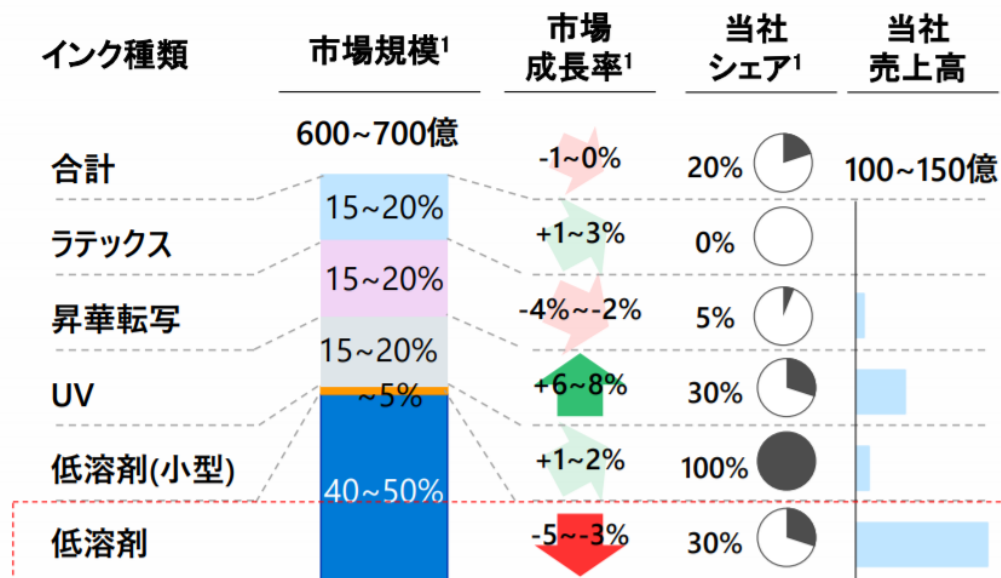 インク種類
市場規模¹
市場
成長率¹
当社
シェア¹
当社
売上高
合計
600~700億
-1~0%
20%
100~150億
ラテックス
15~20%
+1~3%
0%
昇華転写
15~20%
-4%~-2%
5%
UV
15~20%
+6~8%
30%
低溶剤(小型)
~5%
+1~2%
100%
低溶剤
40~50%
-5~-3%
30%